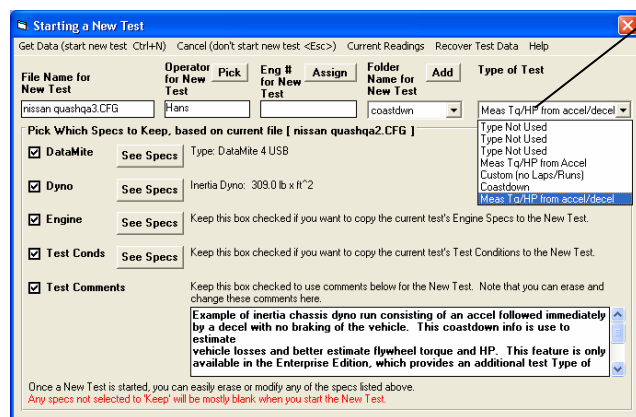 Starting a New Test
Get Data (start new test Ctrl+N) Cancel (don't start new test <Esc>) Current Readings Recover Test Data Help
File Name for New Test
Operator for New Test
Pick
Eng # for New Test
Assign
Folder Name for New Test
Add
Type of Test
nissan quashqa3.CFG
Hans
coastdwn
Meas Tq/HP from accel/decel
Type Not Used
Type Not Used
Type Not Used
Meas Tq/HP from Accel
Custom (no Laps/Runs)
Coastdown
Meas Tq/HP from accel/decel
Pick Which Specs to Keep, based on current file [ nissan quashqa2.CFG ]
DataMite
See Specs
Type: DataMite 4 USB
Dyno
See Specs
Inertia Dyno: 309.0 lb x ft^2
Engine
See Specs
Keep this box checked if you want to copy the current test's Engine Specs to the New Test.
Test Conds
See Specs
Keep this box checked if you want to copy the current test's Test Conditions to the New Test.
Test Comments
Keep this box checked to use comments below for the New Test. Note that you can erase and
change these comments here.
Example of inertia chassis dyno run consisting of an accel followed immediately
by a decel with no braking of the vehicle. This coastdown info is use to
estimate
vehicle losses and better estimate flywheel torque and HP. This feature is only
available in the Enterprise Edition, which provides an additional test Type of
Once a New Test is started, you can easily erase or modify any of the specs listed above.
Any specs not selected to 'Keep' will be mostly blank when you start the New Test.